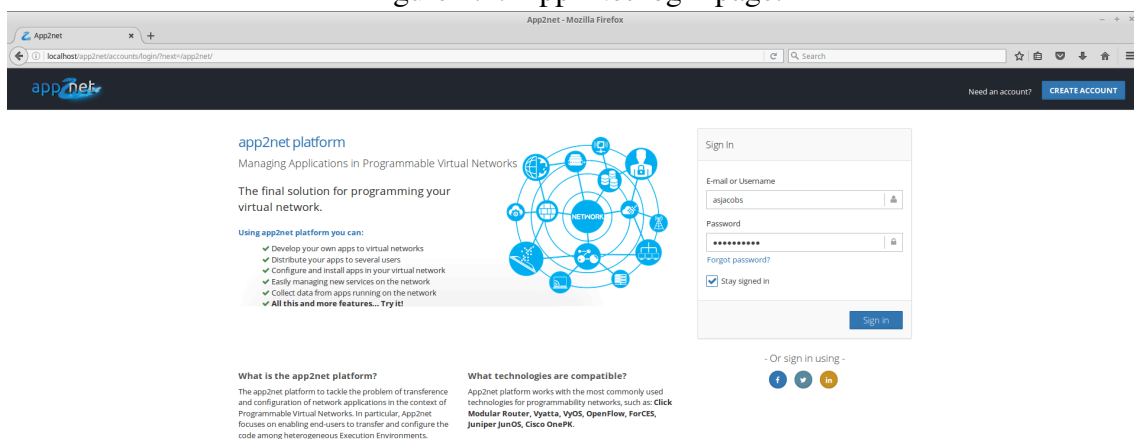 App2net - Mozilla Firefox
App2net
localhost/app2net/accounts/login/?next=/app2net/
Search
app2net
Need an account?
CREATE ACCOUNT
app2net platform
Managing Applications in Programmable Virtual Networks
The final solution for programming your
virtual network.
Using app2net platform you can:
✔ Develop your own apps to virtual networks
✔ Distribute your apps to several users
✔ Configure and install apps in your virtual network
✔ Easily managing new services on the network
✔ Collect data from apps running on the network
✔ All this and more features... Try it!
NETWORK
Sign In
E-mail or Username
asjacobs
Password
••••••••••
Forgot password?
Stay signed in
Sign in
- Or sign in using -
What is the app2net platform?
The app2net platform to tackle the problem of transference
and configuration of network applications in the context of
Programmable Virtual Networks. In particular, App2net
focuses on enabling end-users to transfer and configure the
code among heterogeneous Execution Environments.
What technologies are compatible?
App2net platform works with the most commonly used
technologies for programmability networks, such as: Click
Modular Router, Vyatta, VyOS, OpenFlow, ForCES,
Juniper JunOS, Cisco OnePK.